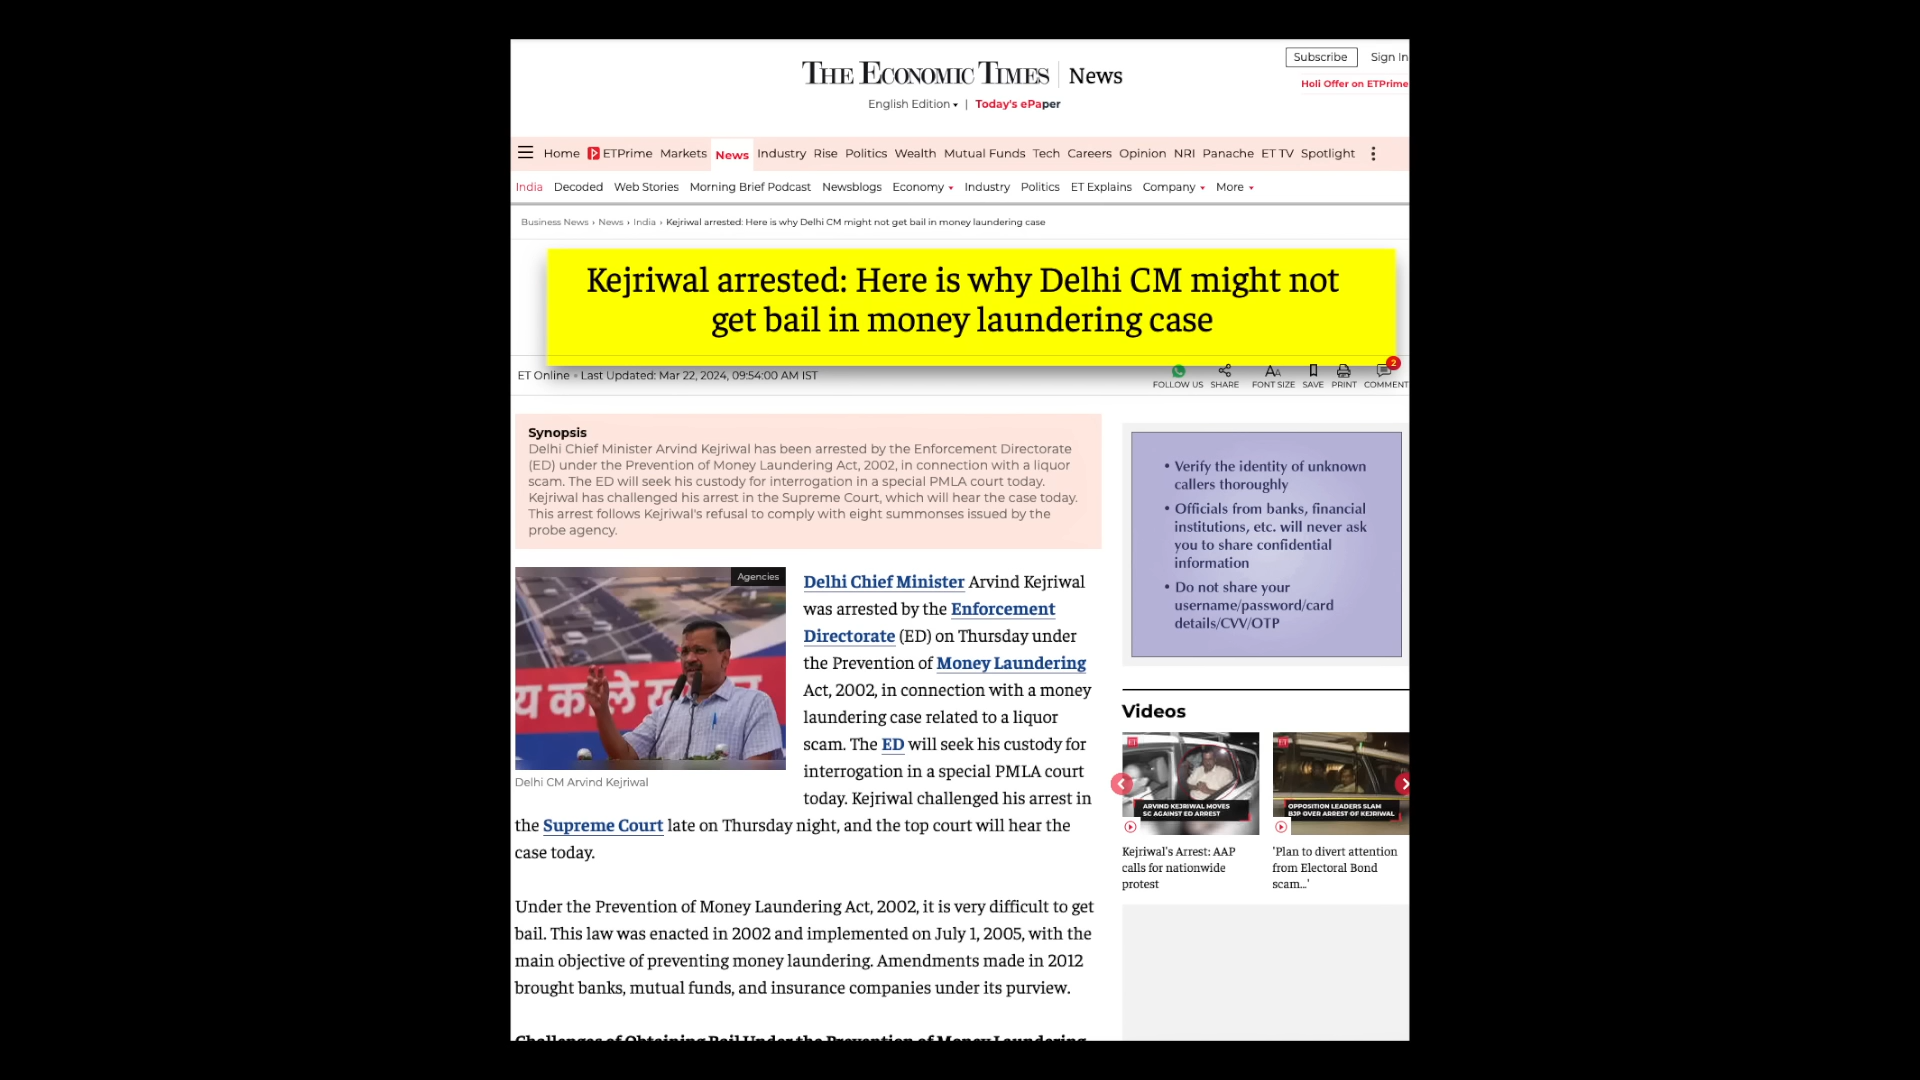 Subscribe Sign In
THE ECONOMIC TIMES News
Holi Offer on ETPrime
English Edition | Today's ePaper
Home ETPrime Markets News Industry Rise Politics Wealth Mutual Funds Tech Careers Opinion NRI Panache ET TV Spotlight
India Decoded Web Stories Morning Brief Podcast Newsblogs Economy Industry Politics ET Explains Company More
Business News › News › India › Kejriwal arrested: Here is why Delhi CM might not get bail in money laundering case
Kejriwal arrested: Here is why Delhi CM might not
get bail in money laundering case
ET Online • Last Updated: Mar 22, 2024, 09:54:00 AM IST
2
FOLLOW US SHARE FONT SIZE SAVE PRINT COMMENT
Synopsis
Delhi Chief Minister Arvind Kejriwal has been arrested by the Enforcement Directorate
(ED) under the Prevention of Money Laundering Act, 2002, in connection with a liquor
scam. The ED will seek his custody for interrogation in a special PMLA court today.
Kejriwal has challenged his arrest in the Supreme Court, which will hear the case today.
This arrest follows Kejriwal's refusal to comply with eight summonses issued by the
probe agency.
Agencies
Delhi CM Arvind Kejriwal
Delhi Chief Minister Arvind Kejriwal
was arrested by the Enforcement
Directorate (ED) on Thursday under
the Prevention of Money Laundering
Act, 2002, in connection with a money
laundering case related to a liquor
scam. The ED will seek his custody for
interrogation in a special PMLA court
today. Kejriwal challenged his arrest in
the Supreme Court late on Thursday night, and the top court will hear the
case today.
Under the Prevention of Money Laundering Act, 2002, it is very difficult to get
bail. This law was enacted in 2002 and implemented on July 1, 2005, with the
main objective of preventing money laundering. Amendments made in 2012
brought banks, mutual funds, and insurance companies under its purview.
Challenges of Obtaining Bail Under the Prevention of Money Laundering
• Verify the identity of unknown
callers thoroughly
• Officials from banks, financial
institutions, etc. will never ask
you to share confidential
information
• Do not share your
username/password/card
details/CVV/OTP
Videos
ET
ARVIND KEJRIWAL MOVES
SC AGAINST ED ARREST
Kejriwal's Arrest: AAP
calls for nationwide
protest
ET
OPPOSITION LEADERS SLAM
BJP OVER ARREST OF KEJRIWAL
'Plan to divert attention
from Electoral Bond
scam...'